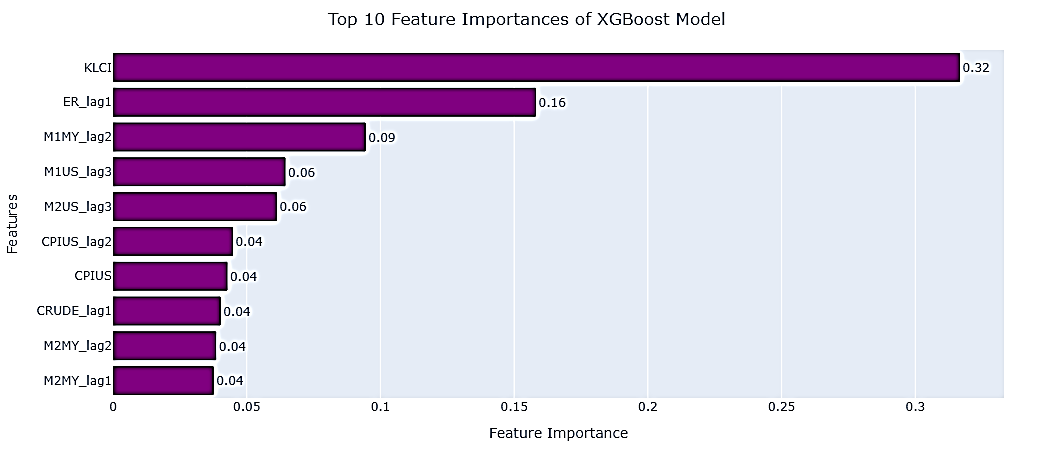 Top 10 Feature Importances of XGBoost Model
Features
KLCI 0.32
ER_lag1 0.16
M1MY_lag2 0.09
M1US_lag3 0.06
M2US_lag3 0.06
CPIUS_lag2 0.04
CPIUS 0.04
CRUDE_lag1 0.04
M2MY_lag2 0.04
M2MY_lag1 0.04
0 0.05 0.1 0.15 0.2 0.25 0.3
Feature Importance